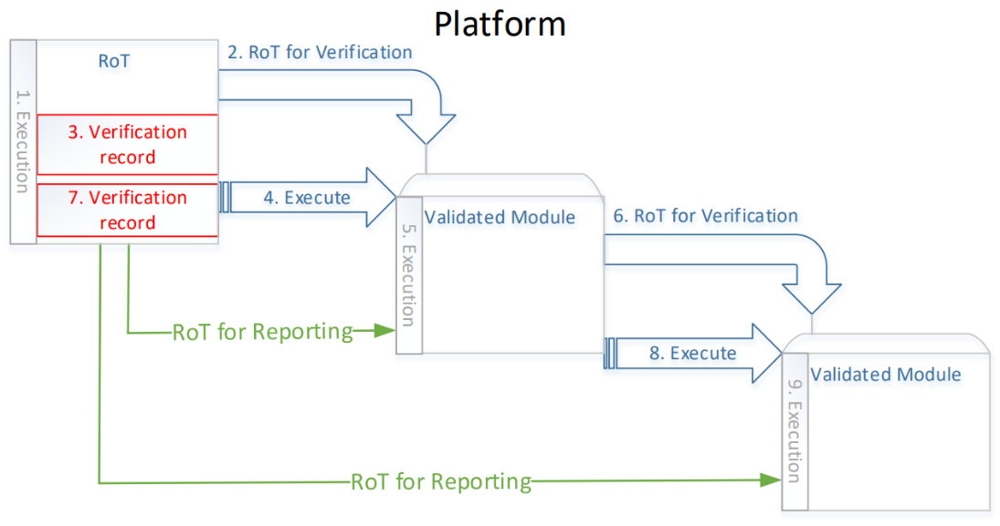 Platform
RoT
1. Execution
2. RoT for Verification
3. Verification
record
7. Verification
record
4. Execute
Validated Module
5. Execution
6. RoT for Verification
RoT for Reporting
8. Execute
Validated Module
9. Execution
RoT for Reporting